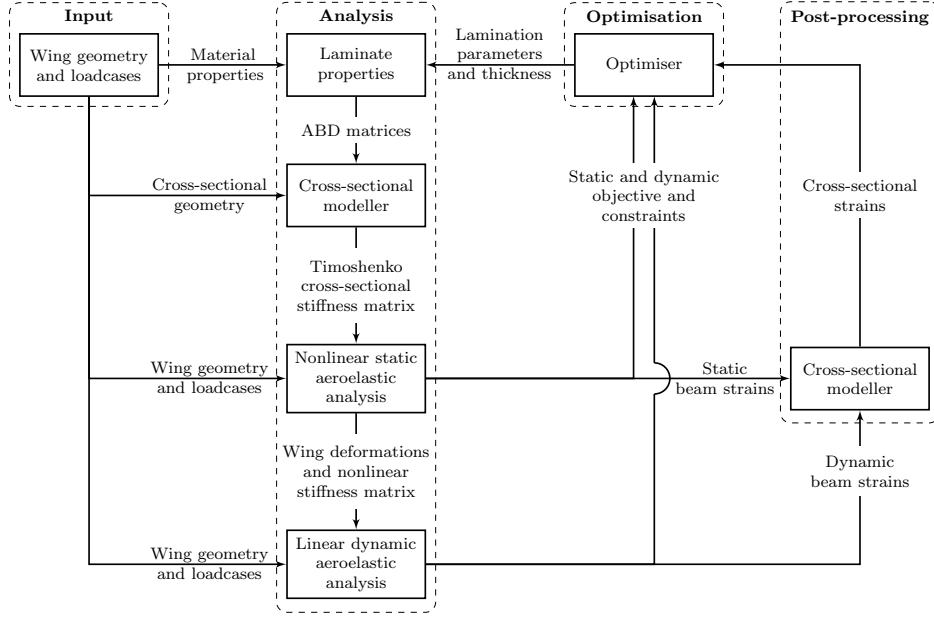 Input
Analysis
Optimisation
Post-processing
Wing geometry
and loadcases
Material
properties
Laminate
properties
Lamination
parameters
and thickness
Optimiser
ABD matrices
Cross-sectional
geometry
Cross-sectional
modeller
Static and dynamic
objective and
constraints
Cross-sectional
strains
Timoshenko
cross-sectional
stiffness matrix
Wing geometry
and loadcases
Nonlinear static
aeroelastic
analysis
Static
beam strains
Cross-sectional
modeller
Wing deformations
and nonlinear
stiffness matrix
Dynamic
beam strains
Wing geometry
and loadcases
Linear dynamic
aeroelastic
analysis